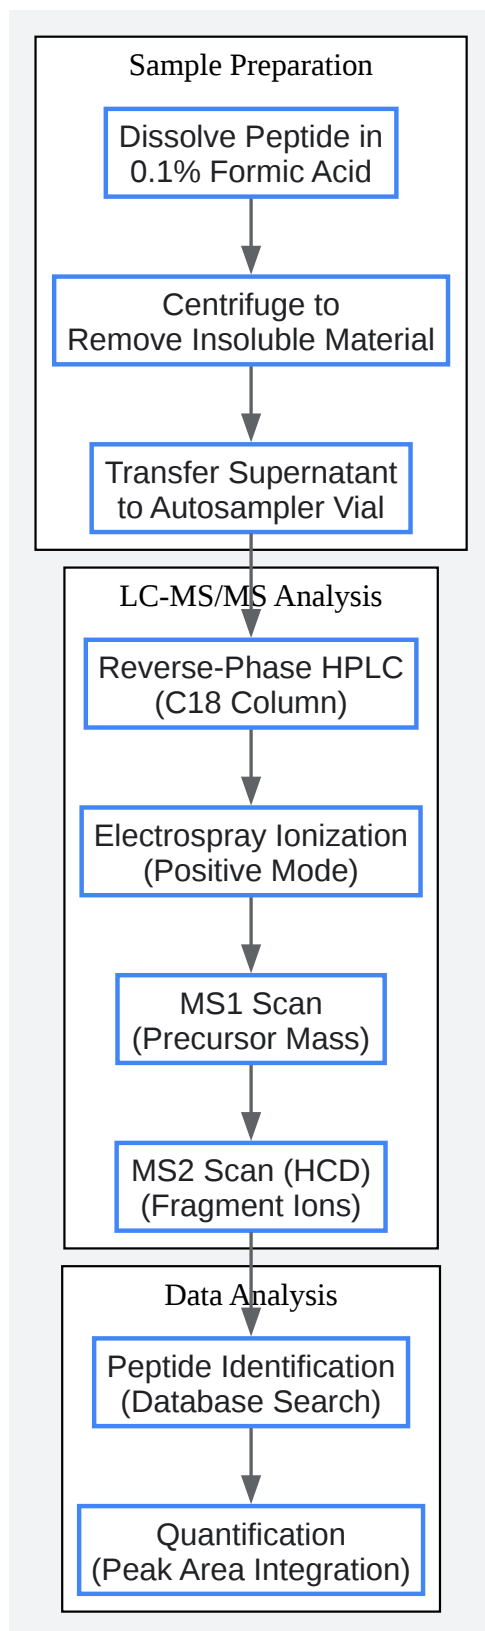 Sample Preparation
Dissolve Peptide in
0.1% Formic Acid
Centrifuge to
Remove Insoluble Material
Transfer Supernatant
to Autosampler Vial
LC-MS/MS Analysis
Reverse-Phase HPLC
(C18 Column)
Electrospray Ionization
(Positive Mode)
MS1 Scan
(Precursor Mass)
MS2 Scan (HCD)
(Fragment Ions)
Data Analysis
Peptide Identification
(Database Search)
Quantification
(Peak Area Integration)